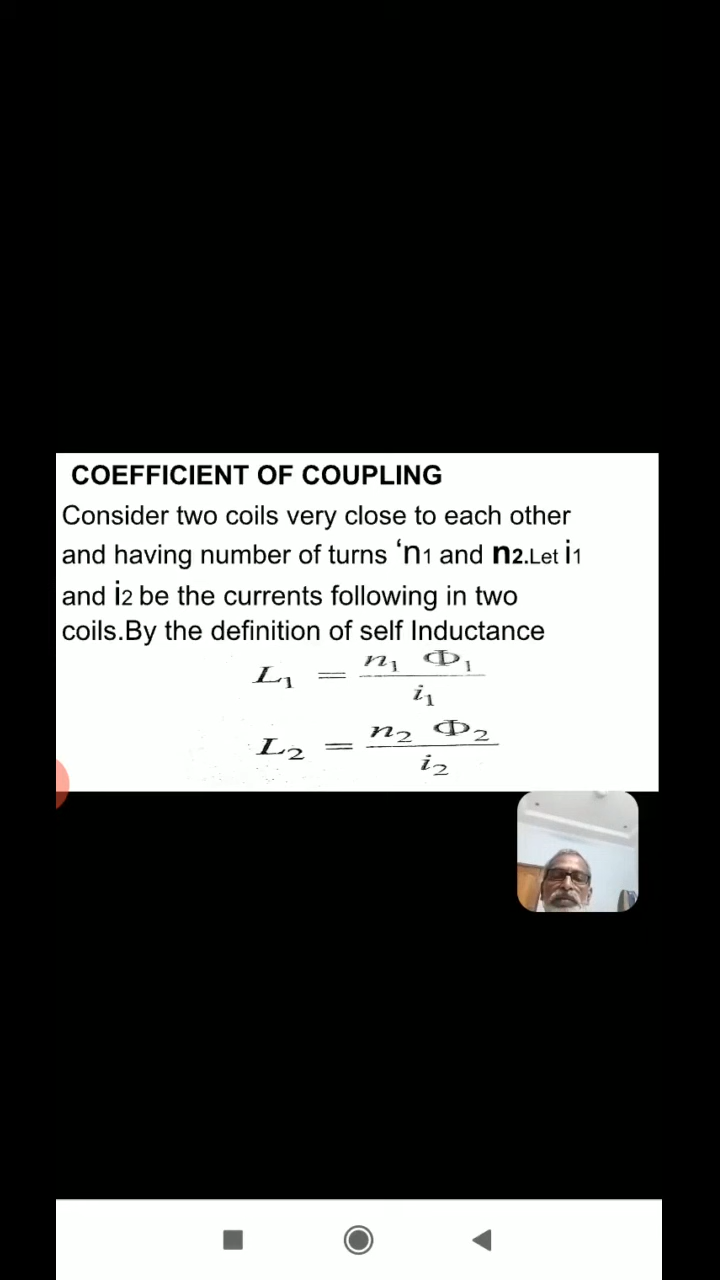 COEFFICIENT OF COUPLING
Consider two coils very close to each other
and having number of turns ‘n1 and n2.Let i1
and i2 be the currents following in two
coils.By the definition of self Inductance
L₁ = n₁ Φ₁ / i₁
L₂ = n₂ Φ₂ / i₂